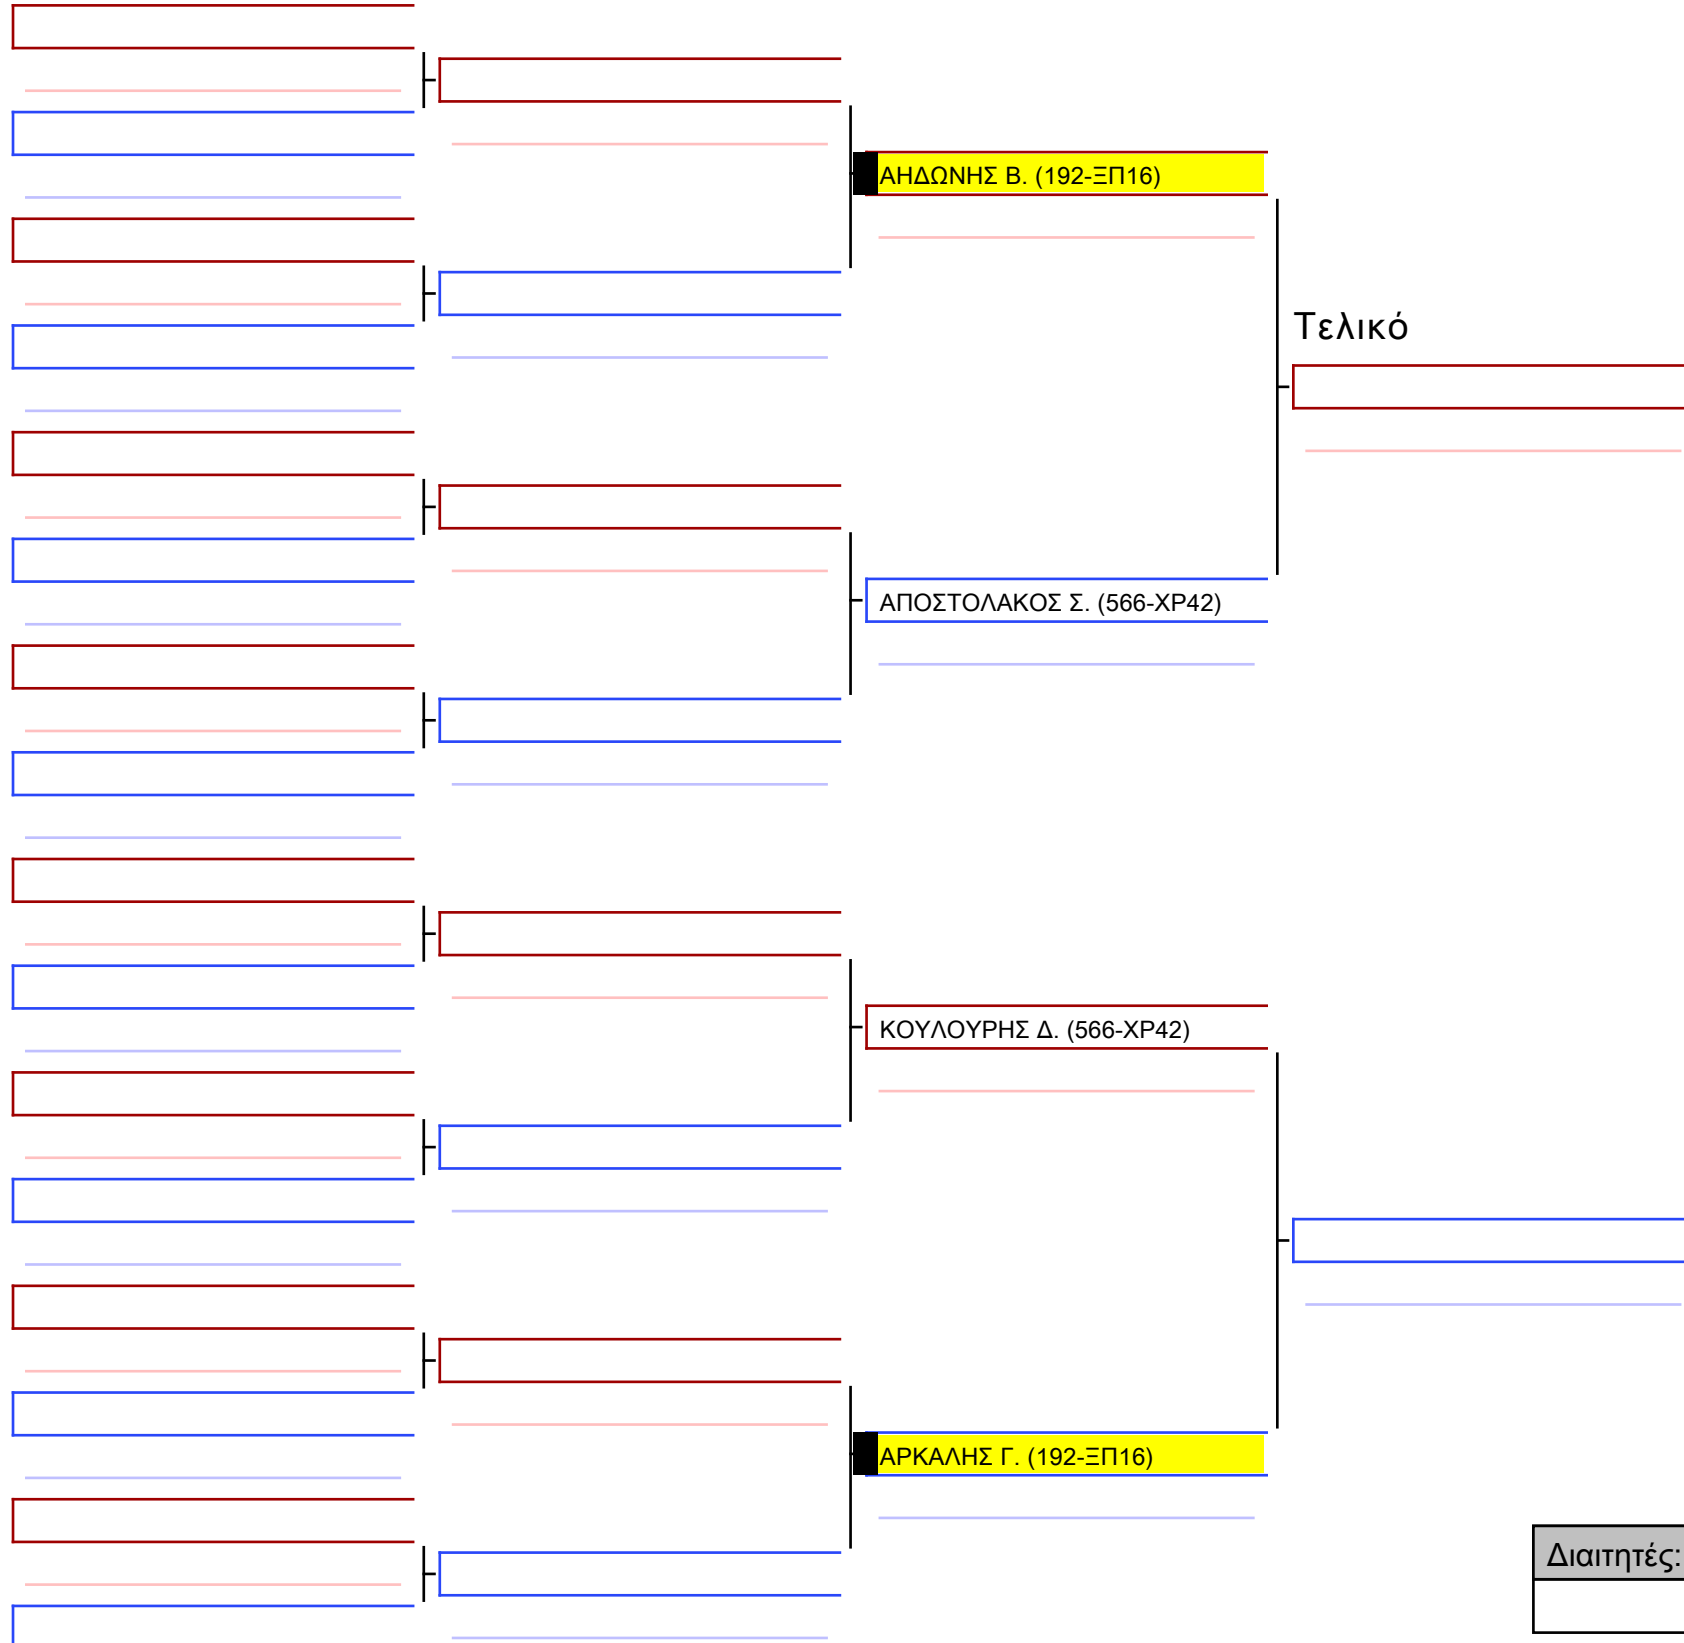 ΑΗΔΩΝΗΣ Β. (192-ΞΠ16)
Τελικό
ΑΠΟΣΤΟΛΑΚΟΣ Σ. (566-ΧΡ42)
ΚΟΥΛΟΥΡΗΣ Δ. (566-ΧΡ42)
ΑΡΚΑΛΗΣ Γ. (192-ΞΠ16)
Διαιτητές: